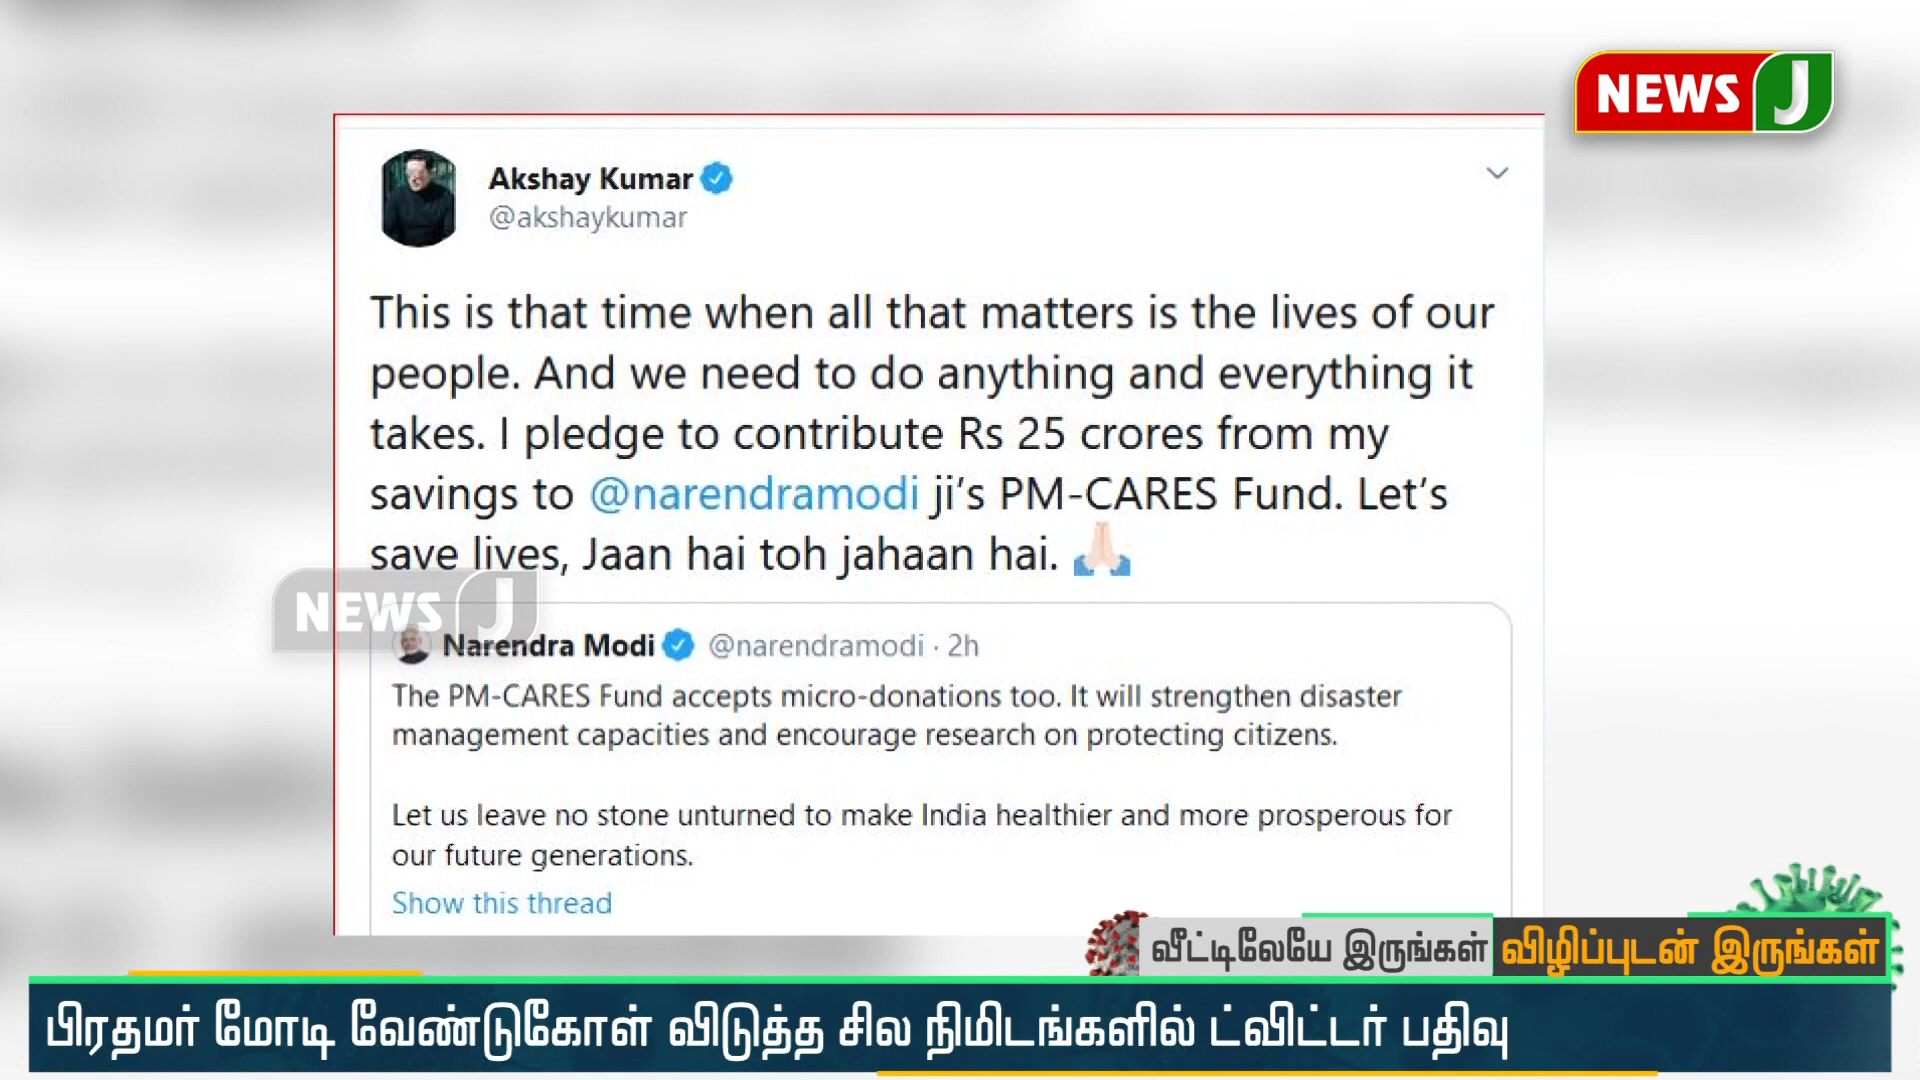 NEWS J
Akshay Kumar
@akshaykumar
This is that time when all that matters is the lives of our
people. And we need to do anything and everything it
takes. I pledge to contribute Rs 25 crores from my
savings to @narendramodi ji’s PM-CARES Fund. Let’s
save lives, Jaan hai toh jahaan hai. 🙏🏻
NEWS J
Narendra Modi @narendramodi · 2h
The PM-CARES Fund accepts micro-donations too. It will strengthen disaster
management capacities and encourage research on protecting citizens.
Let us leave no stone unturned to make India healthier and more prosperous for
our future generations.
Show this thread
வீட்டிலேயே இருங்கள் விழிப்புடன் இருங்கள்
பிரதமர் மோடி வேண்டுகோள் விடுத்த சில நிமிடங்களில் ட்விட்டர் பதிவு